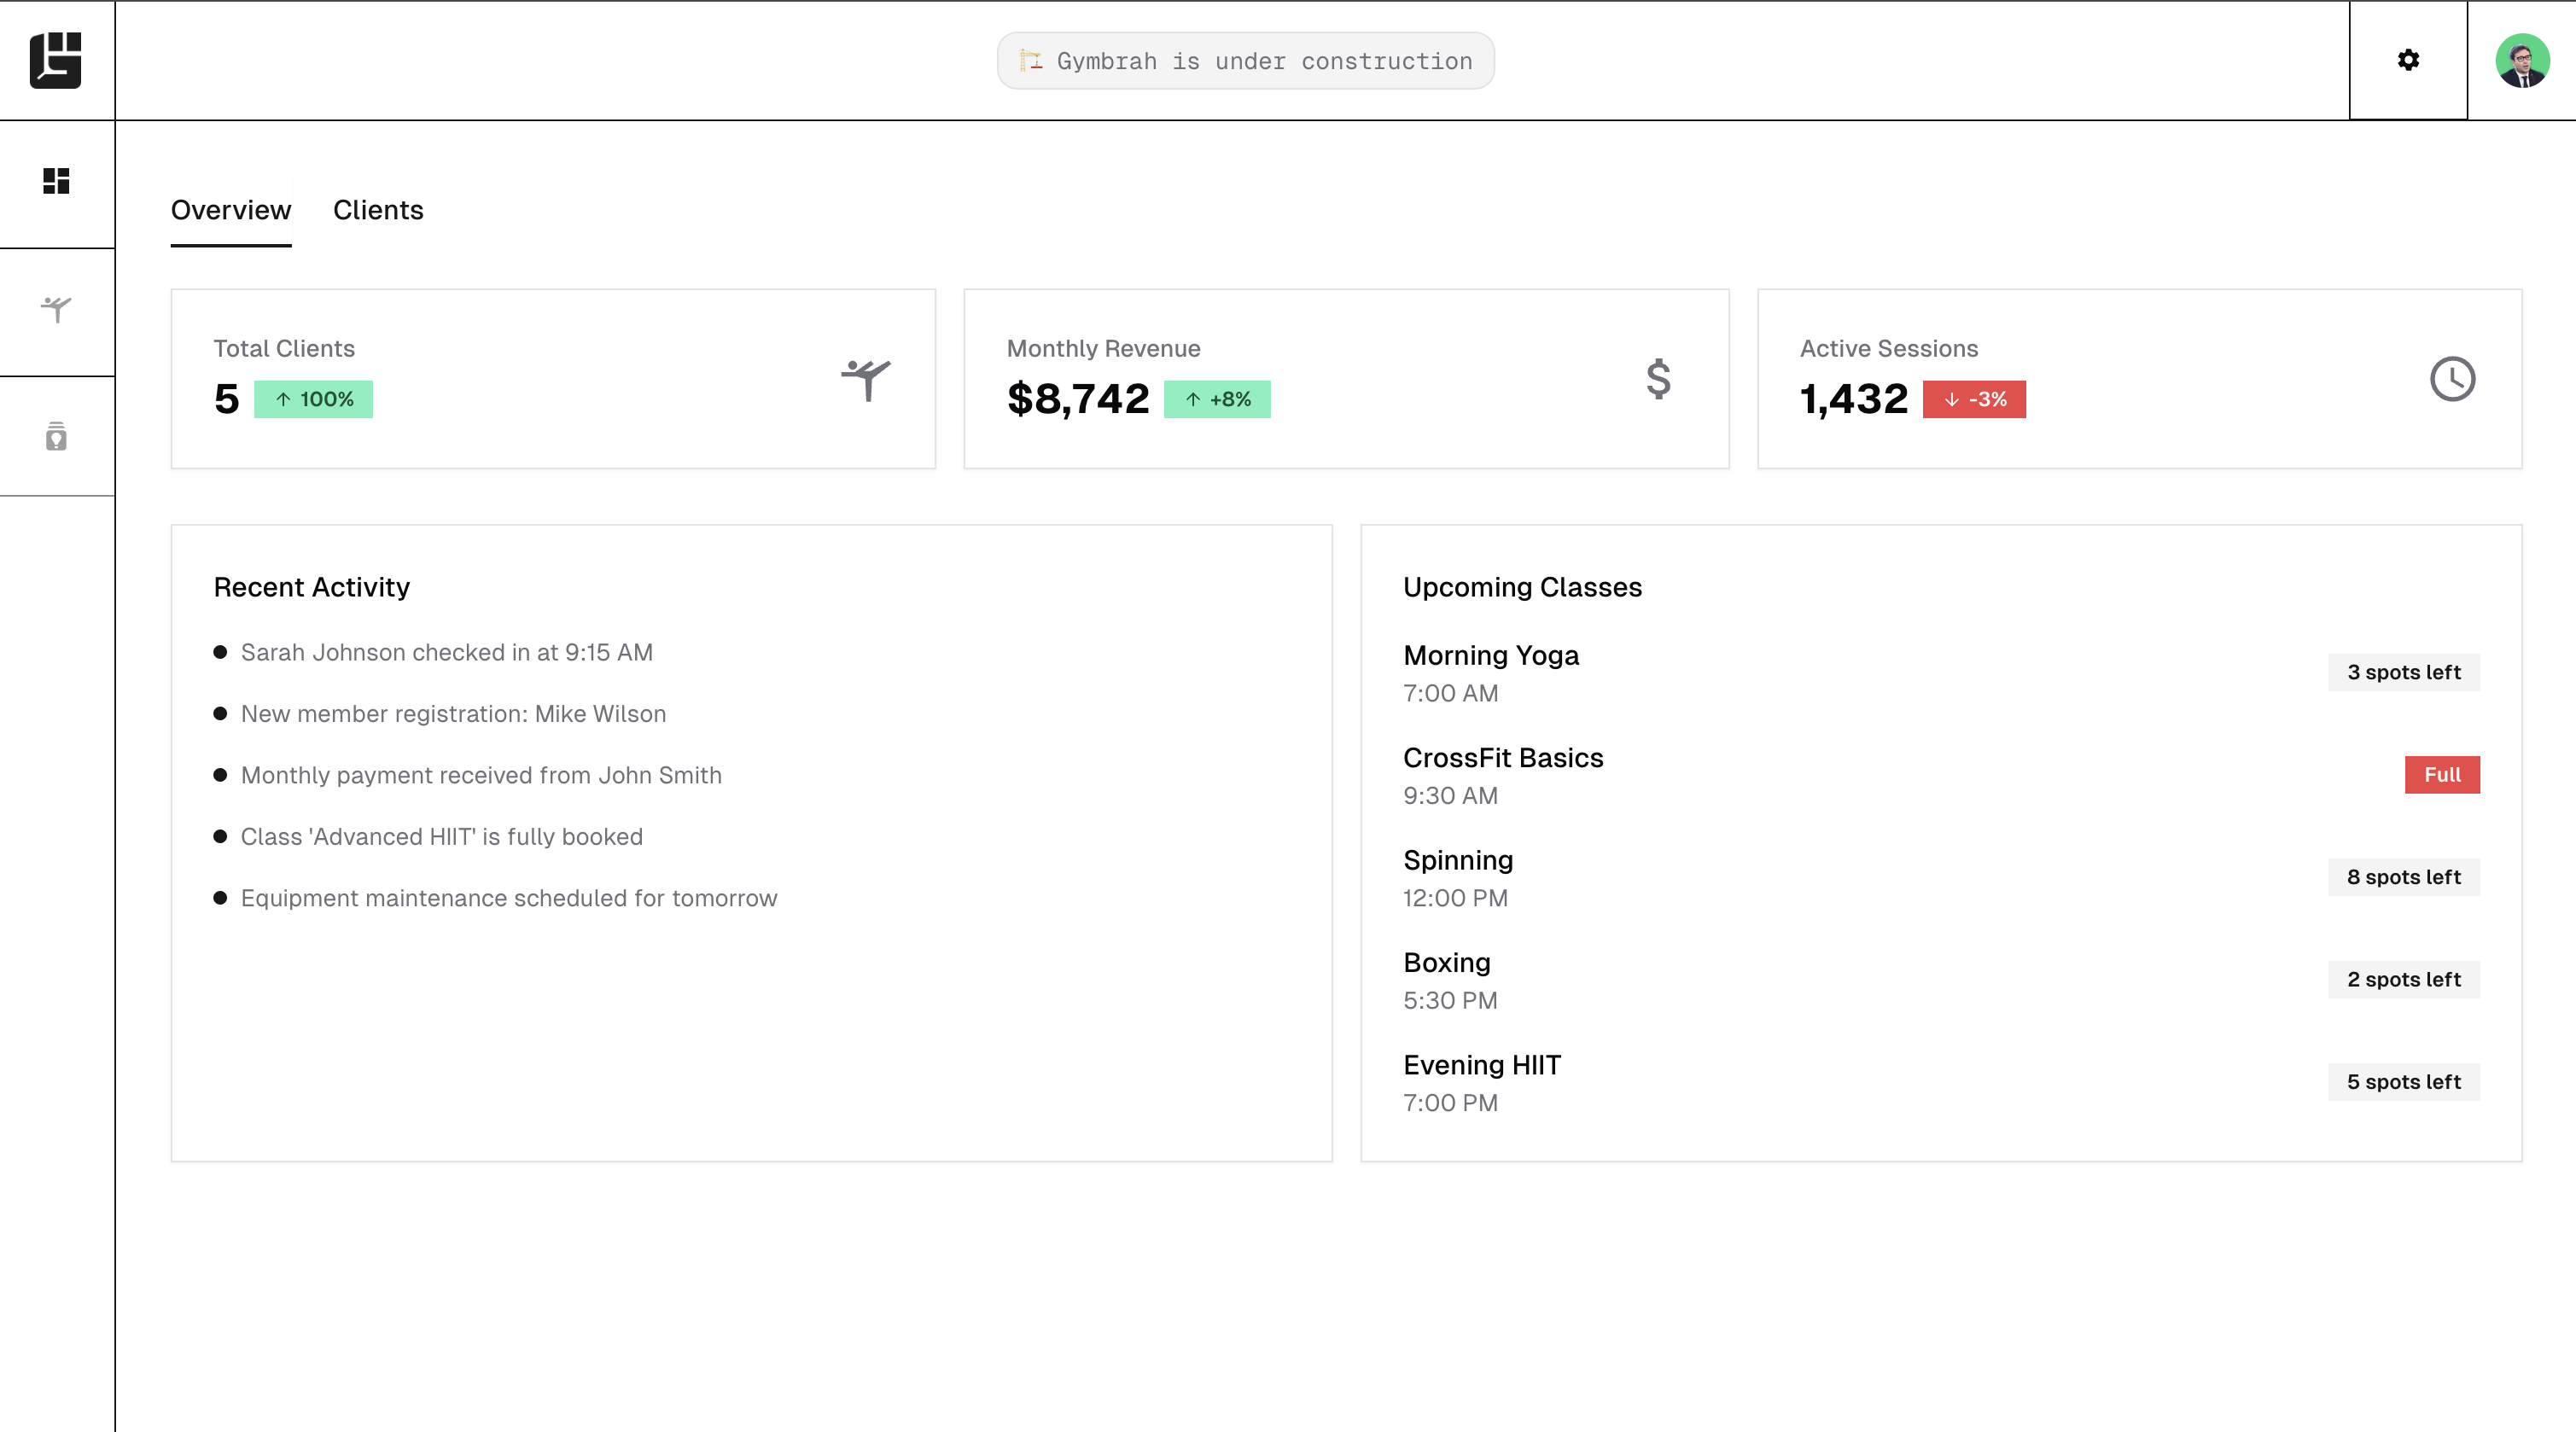 Gymbrah is under construction
Overview
Clients
Total Clients
5
↑ 100%
Monthly Revenue
$8,742
↑ +8%
Active Sessions
1,432
↓ -3%
Recent Activity
Sarah Johnson checked in at 9:15 AM
New member registration: Mike Wilson
Monthly payment received from John Smith
Class 'Advanced HIIT' is fully booked
Equipment maintenance scheduled for tomorrow
Upcoming Classes
Morning Yoga
7:00 AM
3 spots left
CrossFit Basics
9:30 AM
Full
Spinning
12:00 PM
8 spots left
Boxing
5:30 PM
2 spots left
Evening HIIT
7:00 PM
5 spots left